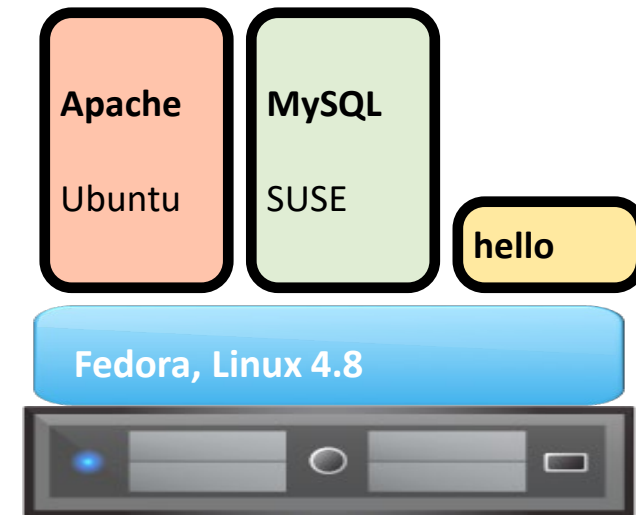 Apache
Ubuntu
MySQL
SUSE
hello
Fedora, Linux 4.8